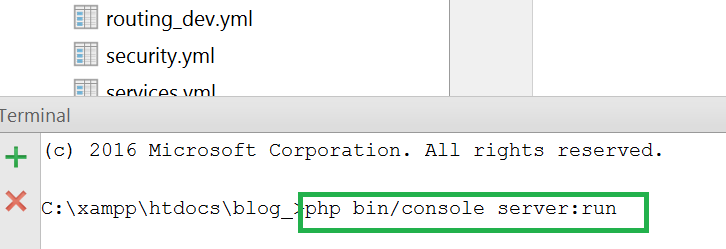 routing_dev.yml
security.yml
services.yml
Terminal
(c) 2016 Microsoft Corporation. All rights reserved.
C:\xampp\htdocs\blog_>php bin/console server:run